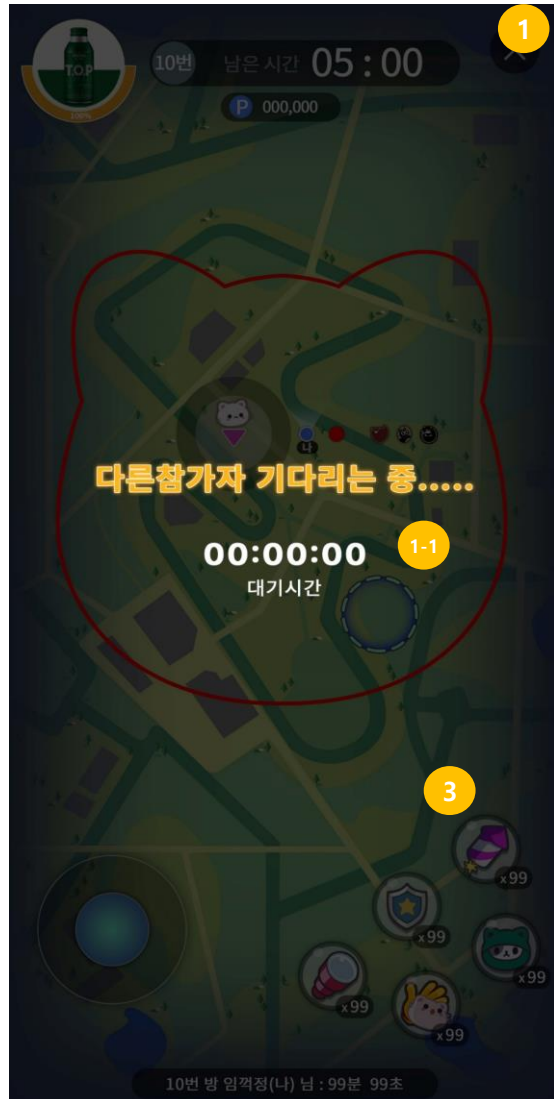 1
T.O.P
100%
10번 남은 시간 05 : 00
P 000,000
나
다른참가자 기다리는 중.....
00:00:00
1-1
대기시간
3
x99
x99
x99
x99
x99
10번 방 임꺽정(나) 님 : 99분 99초